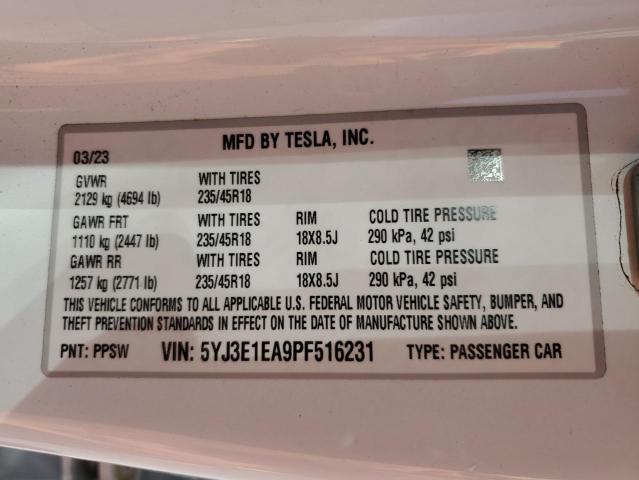 MFD BY TESLA, INC.
03/23
GVWR WITH TIRES
2129 kg (4694 lb) 235/45R18
GAWR FRT WITH TIRES RIM COLD TIRE PRESSURE
1110 kg (2447 lb) 235/45R18 18X8.5J 290 kPa, 42 psi
GAWR RR WITH TIRES RIM COLD TIRE PRESSURE
1257 kg (2771 lb) 235/45R18 18X8.5J 290 kPa, 42 psi
THIS VEHICLE CONFORMS TO ALL APPLICABLE U.S. FEDERAL MOTOR VEHICLE SAFETY, BUMPER, AND
THEFT PREVENTION STANDARDS IN EFFECT ON THE DATE OF MANUFACTURE SHOWN ABOVE.
PNT: PPSW VIN: 5YJ3E1EA9PF516231 TYPE: PASSENGER CAR